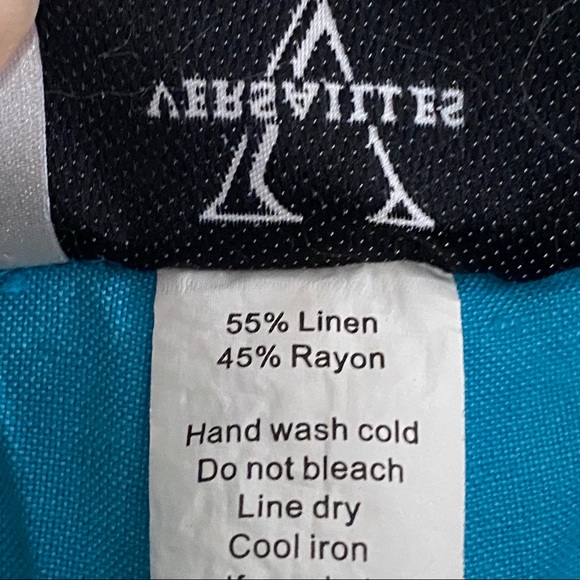 VERSAILLES
55% Linen
45% Rayon
Hand wash cold
Do not bleach
Line dry
Cool iron